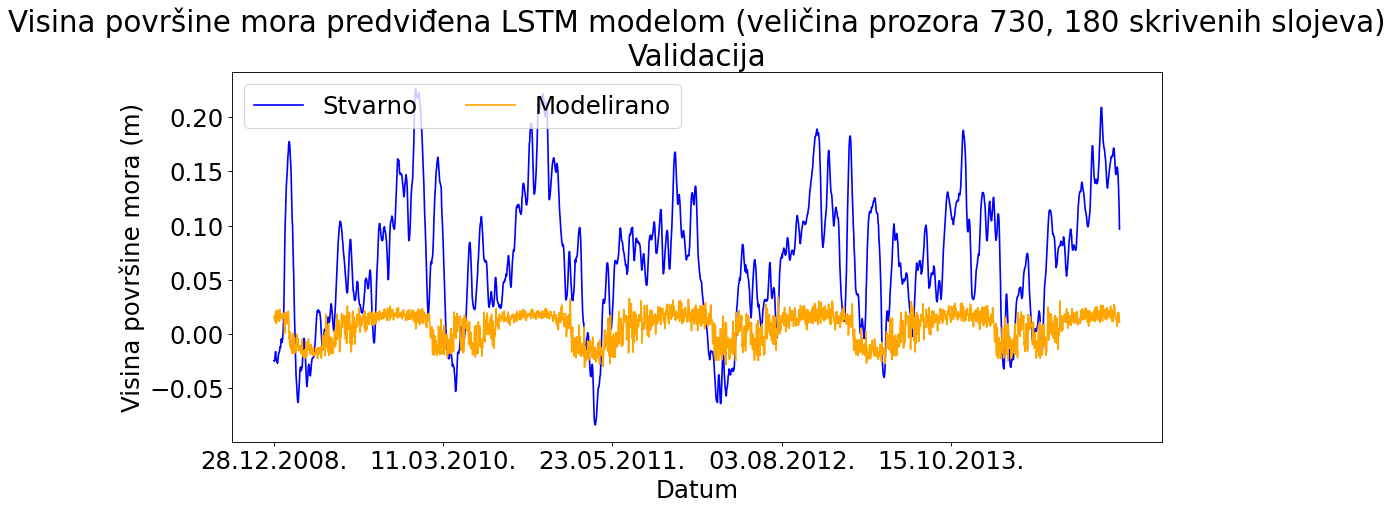 Visina površine mora predviđena LSTM modelom (veličina prozora 730, 180 skrivenih slojeva)
Validacija
Stvarno Modelirano
Visina površine mora (m)
0.20
0.15
0.10
0.05
0.00
−0.05
28.12.2008. 11.03.2010. 23.05.2011. 03.08.2012. 15.10.2013.
Datum